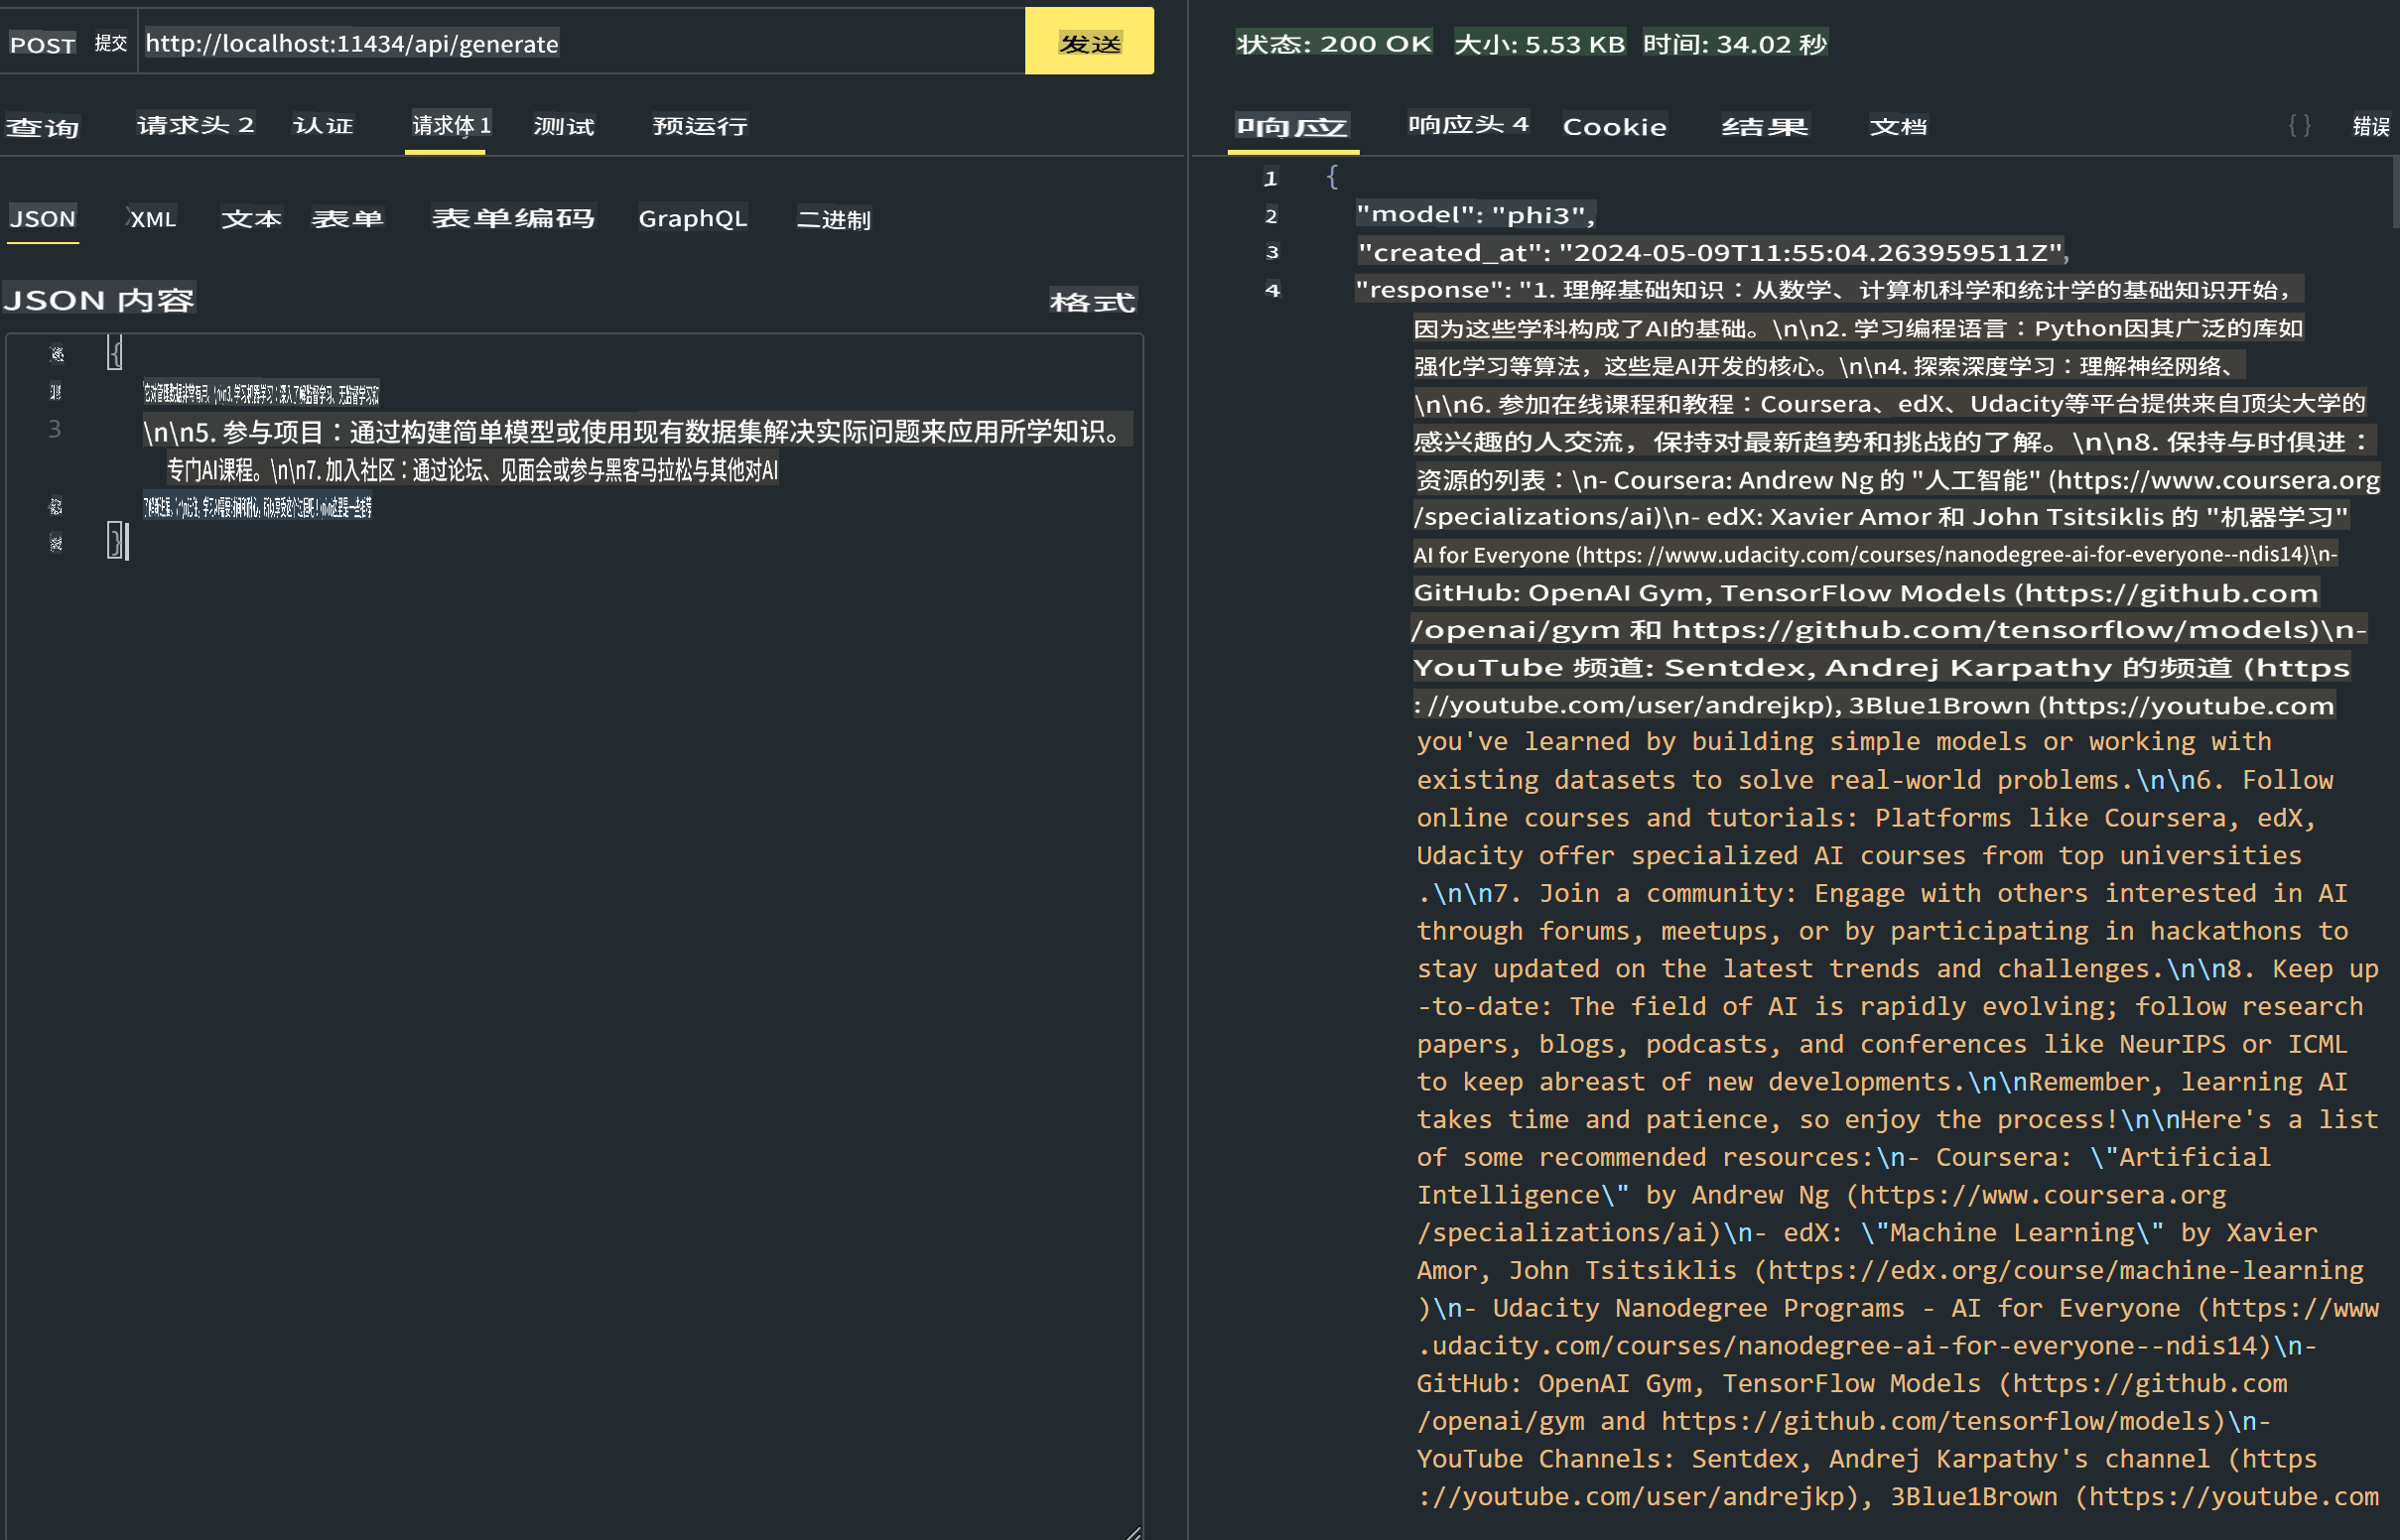 POST 提交 http://localhost:11434/api/generate 发送
查询 请求头 2 认证 请求体 1 测试 预运行
JSON XML 文本 表单 表单编码 GraphQL 二进制
JSON 内容 格式
{
3 \n\n5. 参与项目：通过构建简单模型或使用现有数据集解决实际问题来应用所学知识。
专门AI课程。\n\n7. 加入社区：通过论坛、见面会或参与黑客马拉松与其他对AI
}
状态: 200 OK 大小: 5.53 KB 时间: 34.02 秒
响应 响应头 4 Cookie 结果 文档 {} 错误
1 {
2 "model": "phi3",
3 "created_at": "2024-05-09T11:55:04.263959511Z",
4 "response": "1. 理解基础知识：从数学、计算机科学和统计学的基础知识开始，
因为这些学科构成了AI的基础。\n\n2. 学习编程语言：Python因其广泛的库如
强化学习等算法，这些是AI开发的核心。\n\n4. 探索深度学习：理解神经网络、
\n\n6. 参加在线课程和教程：Coursera、edX、Udacity等平台提供来自顶尖大学的
感兴趣的人交流，保持对最新趋势和挑战的了解。\n\n8. 保持与时俱进：
资源的列表：\n- Coursera: Andrew Ng 的 "人工智能" (https://www.coursera.org
/specializations/ai)\n- edX: Xavier Amor 和 John Tsitsiklis 的 "机器学习"
AI for Everyone (https: //www.udacity.com/courses/nanodegree-ai-for-everyone--ndis14)\n-
GitHub: OpenAI Gym, TensorFlow Models (https://github.com
/openai/gym 和 https://github.com/tensorflow/models)\n-
YouTube 频道: Sentdex, Andrej Karpathy 的频道 (https
: //youtube.com/user/andrejkp), 3Blue1Brown (https://youtube.com
you've learned by building simple models or working with
existing datasets to solve real-world problems.\n\n6. Follow
online courses and tutorials: Platforms like Coursera, edX,
Udacity offer specialized AI courses from top universities
.\n\n7. Join a community: Engage with others interested in AI
through forums, meetups, or by participating in hackathons to
stay updated on the latest trends and challenges.\n\n8. Keep up
-to-date: The field of AI is rapidly evolving; follow research
papers, blogs, podcasts, and conferences like NeurIPS or ICML
to keep abreast of new developments.\n\nRemember, learning AI
takes time and patience, so enjoy the process!\n\nHere's a list
of some recommended resources:\n- Coursera: \"Artificial
Intelligence\" by Andrew Ng (https://www.coursera.org
/specializations/ai)\n- edX: \"Machine Learning\" by Xavier
Amor, John Tsitsiklis (https://edx.org/course/machine-learning
)\n- Udacity Nanodegree Programs - AI for Everyone (https://www
.udacity.com/courses/nanodegree-ai-for-everyone--ndis14)\n-
GitHub: OpenAI Gym, TensorFlow Models (https://github.com
/openai/gym and https://github.com/tensorflow/models)\n-
YouTube Channels: Sentdex, Andrej Karpathy's channel (https
://youtube.com/user/andrejkp), 3Blue1Brown (https://youtube.com